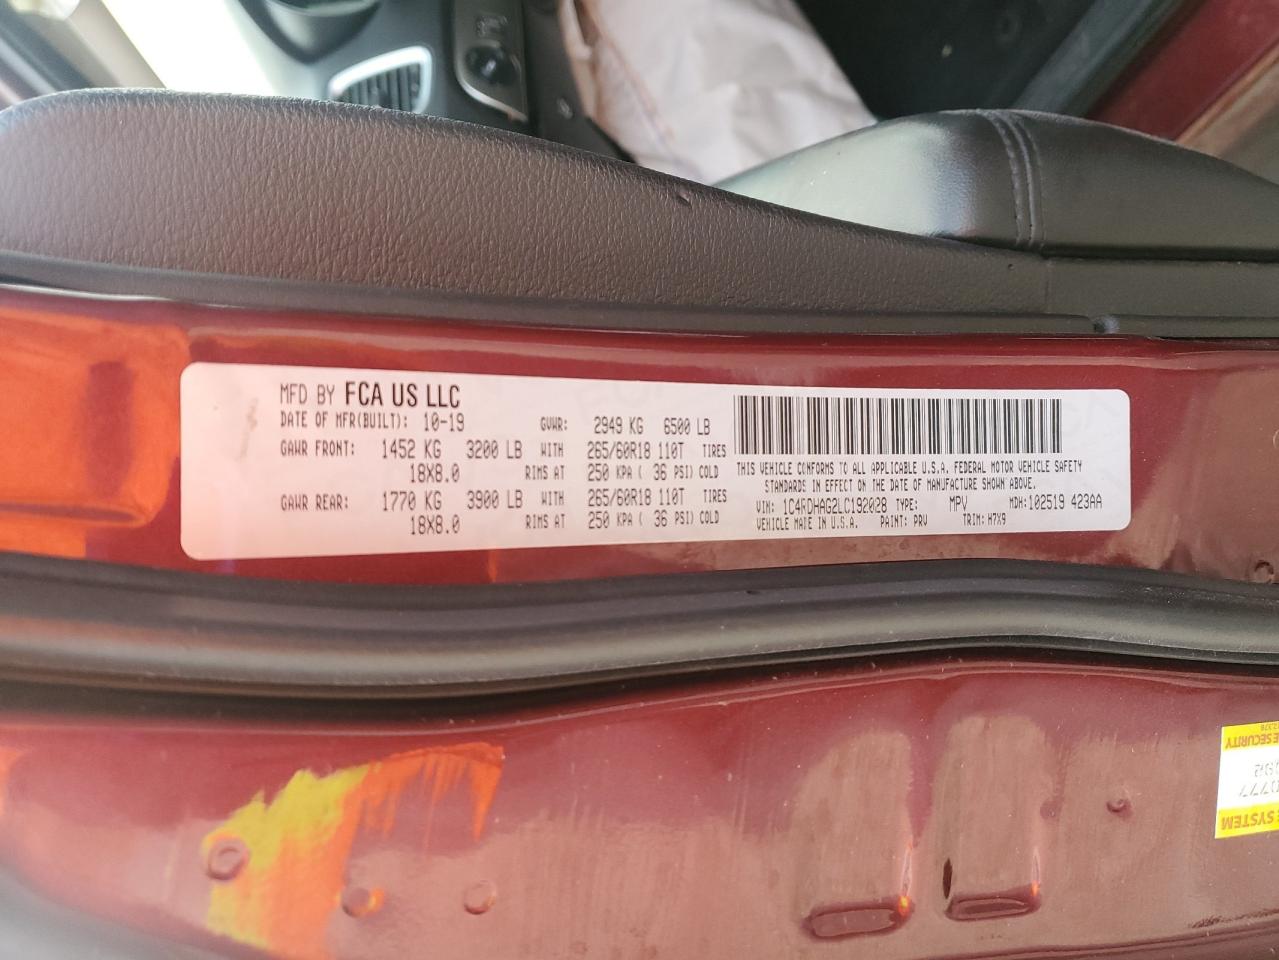 MFD BY FCA US LLC
DATE OF MFR(BUILT): 10-19 GVWR: 2949 KG 6500 LB
GAWR FRONT: 1452 KG 3200 LB WITH 265/60R18 110T TIRES
18X8.0 RIMS AT 250 KPA ( 36 PSI) COLD
GAWR REAR: 1770 KG 3900 LB WITH 265/60R18 110T TIRES
18X8.0 RIMS AT 250 KPA ( 36 PSI) COLD
THIS VEHICLE CONFORMS TO ALL APPLICABLE U.S.A. FEDERAL MOTOR VEHICLE SAFETY
STANDARDS IN EFFECT ON THE DATE OF MANUFACTURE SHOWN ABOVE.
VIN: 1C4RDHAG2LC192028 TYPE: MPV MDH: 102519 423AA
VEHICLE MADE IN U.S.A. PAINT: PRV TRIM: H7X9
SECURITY
SYSTEM